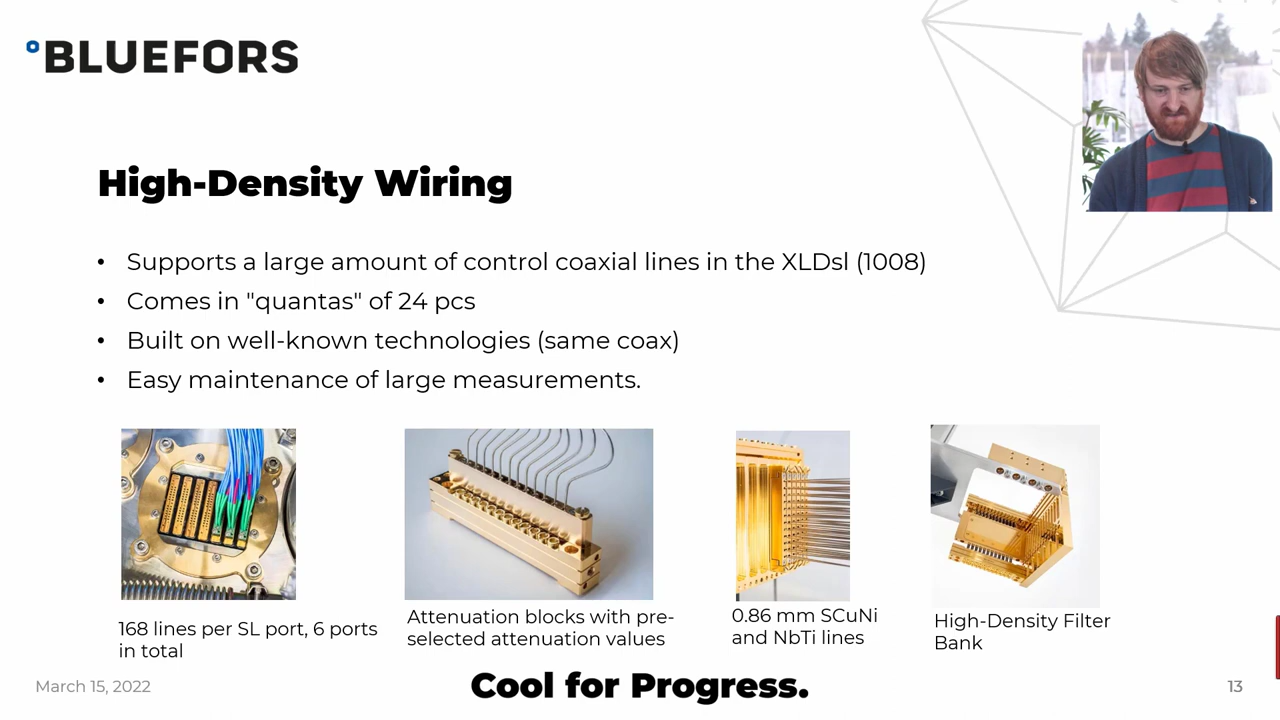 BLUEFORS
High-Density Wiring
• Supports a large amount of control coaxial lines in the XLDsl (1008)
• Comes in "quantas" of 24 pcs
• Built on well-known technologies (same coax)
• Easy maintenance of large measurements.
168 lines per SL port, 6 ports
in total
Attenuation blocks with pre-
selected attenuation values
0.86 mm SCuNi
and NbTi lines
High-Density Filter
Bank
March 15, 2022
Cool for Progress.
13